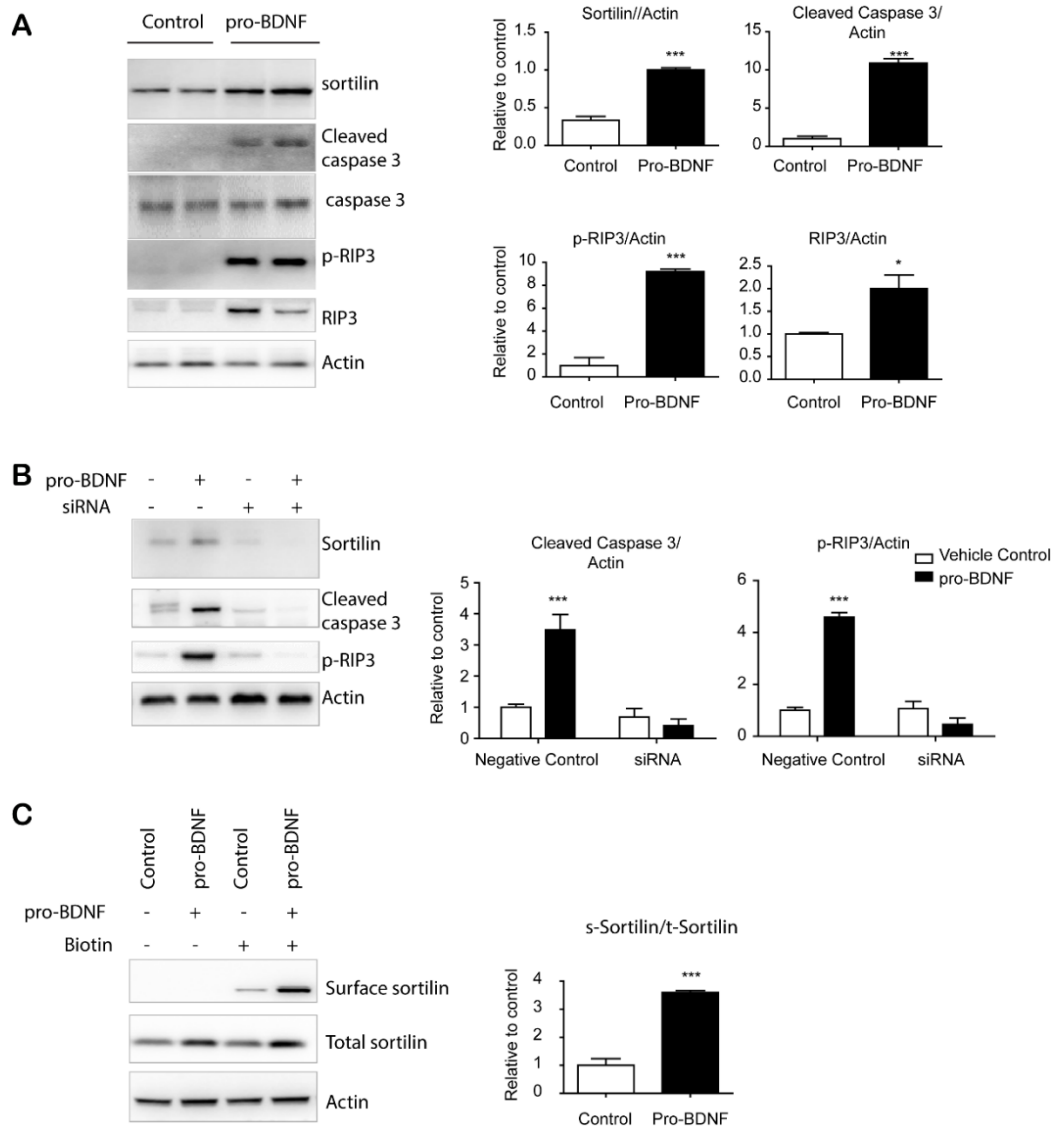 A
Control pro-BDNF
sortilin
Cleaved
caspase 3
caspase 3
p-RIP3
RIP3
Actin
Sortilin//Actin
Relative to control
1.5
1.0
0.5
0.0
***
Control Pro-BDNF
Cleaved Caspase 3/
Actin
15
10
5
0
***
Control Pro-BDNF
p-RIP3/Actin
Relative to control
10
8
6
4
2
0
***
Control Pro-BDNF
RIP3/Actin
2.5
2.0
1.5
1.0
0.5
0.0
*
Control Pro-BDNF
B
pro-BDNF - + - +
siRNA - - + +
Sortilin
Cleaved
caspase 3
p-RIP3
Actin
Cleaved Caspase 3/
Actin
Relative to control
5
4
3
2
1
0
***
Negative Control siRNA
p-RIP3/Actin
6
4
2
0
***
Negative Control siRNA
Vehicle Control
pro-BDNF
C
Control pro-BDNF Control pro-BDNF
pro-BDNF - + - +
Biotin - - + +
Surface sortilin
Total sortilin
Actin
s-Sortilin/t-Sortilin
Relative to control
4
3
2
1
0
***
Control Pro-BDNF